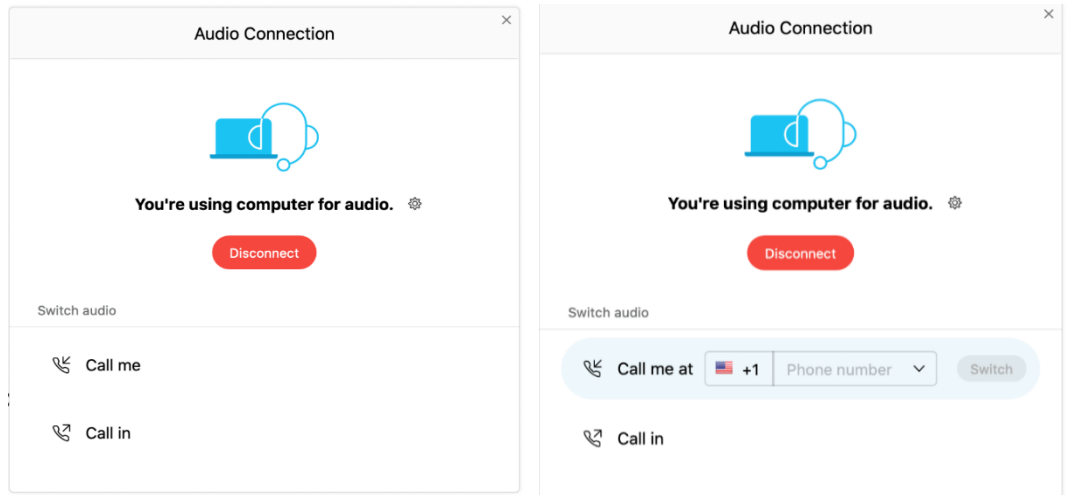 Audio Connection
You're using computer for audio.
Disconnect
Switch audio
Call me
Call in
Audio Connection
You're using computer for audio.
Disconnect
Switch audio
Call me at +1 Phone number Switch
Call in